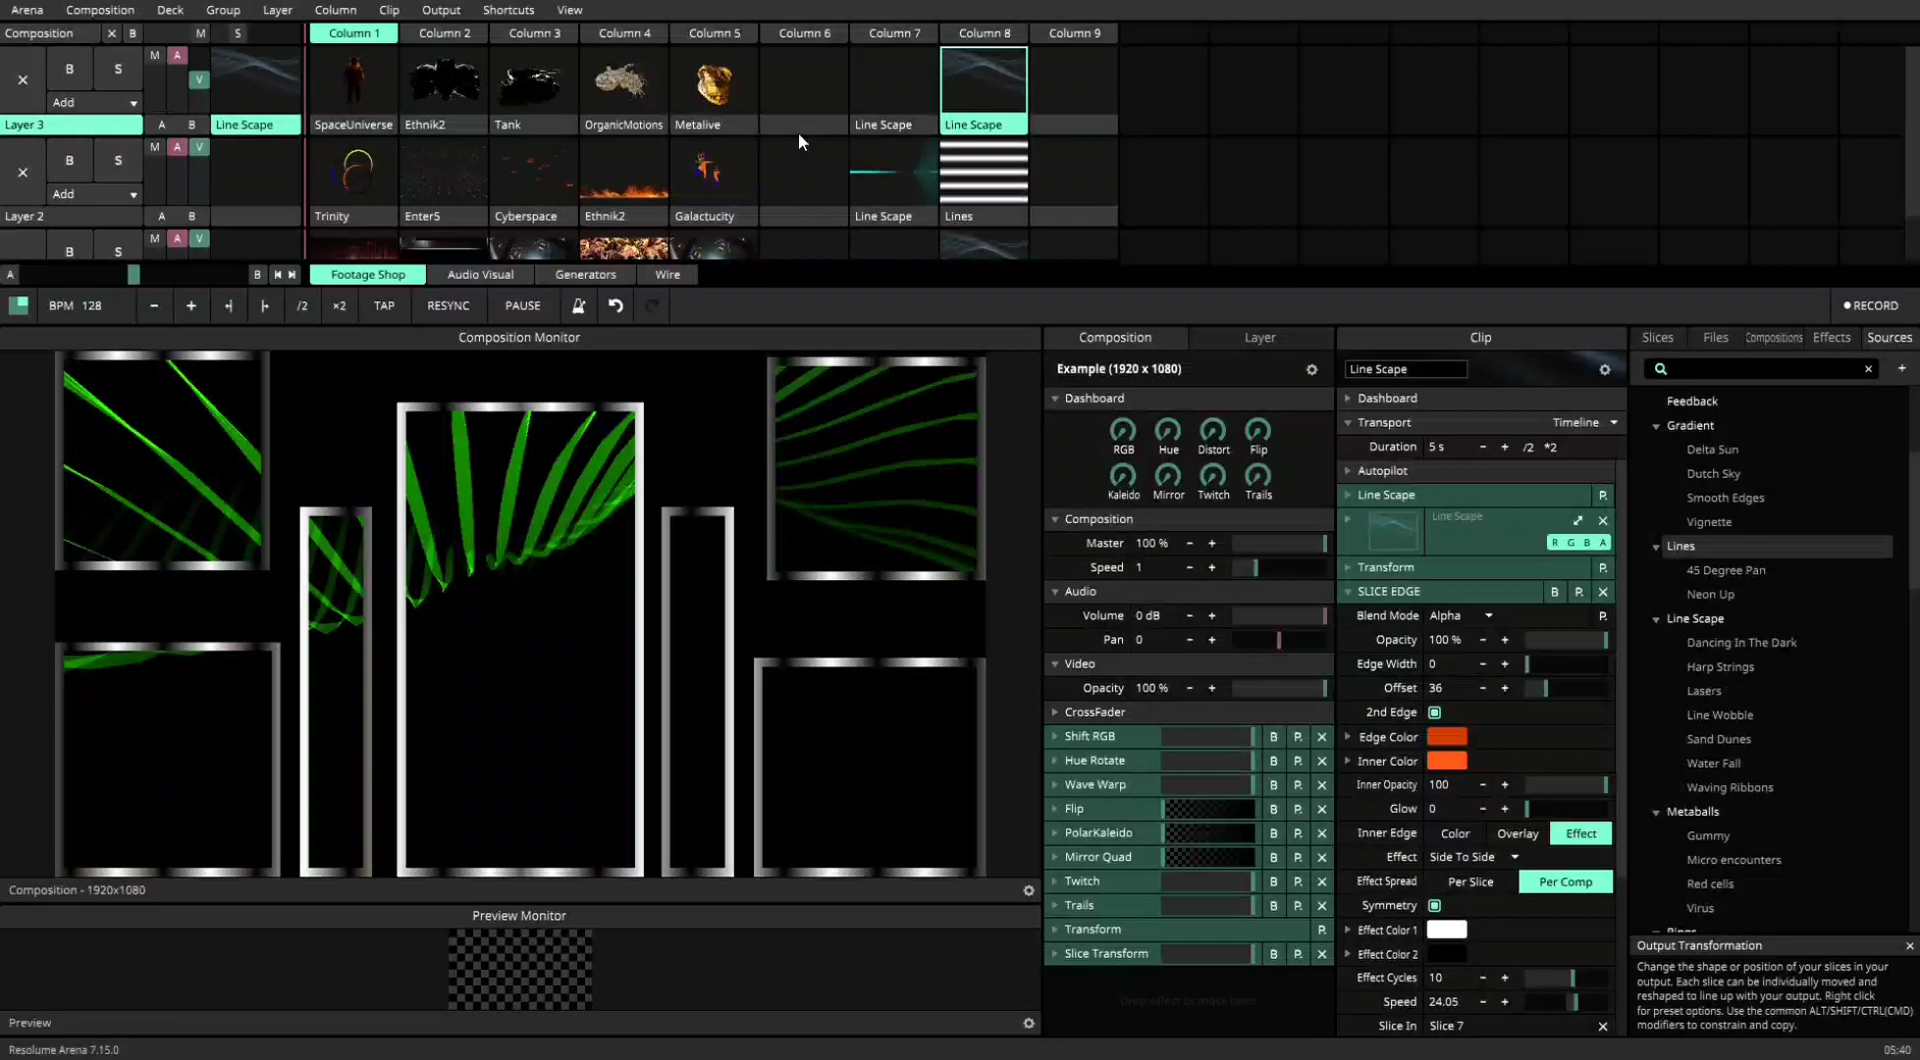 Arena Composition Deck Group Layer Column Clip Output Shortcuts View
Composition × B M S Column 1 Column 2 Column 3 Column 4 Column 5 Column 6 Column 7 Column 8 Column 9
M A
B S V
Add
Layer 3 A B Line Scape SpaceUniverse Ethnik2 Tank OrganicMotions Metalive Line Scape Line Scape
M A V
B S
Add
Layer 2 A B Trinity Enter5 Cyberspace Ethnik2 Galactucity Line Scape Lines
M A V
B S
A B Footage Shop Audio Visual Generators Wire
BPM 128 - + /2 ×2 TAP RESYNC PAUSE RECORD
Composition Monitor
Composition - 1920x1080
Preview Monitor
Preview
Composition Layer
Example (1920 x 1080)
Dashboard
RGB Hue Distort Flip
Kaleido Mirror Twitch Trails
Composition
Master 100 % - +
Speed 1 - +
Audio
Volume 0 dB - +
Pan 0 - +
Video
Opacity 100 % - +
CrossFader
Shift RGB B P. X
Hue Rotate B P. X
Wave Warp B P. X
Flip B P. X
PolarKaleido B P. X
Mirror Quad B P. X
Twitch B P. X
Trails B P. X
Transform P.
Slice Transform B P. X
Drop effect or mask here
Clip
Line Scape
Dashboard
Transport Timeline
Duration 5 s - + /2 *2
Autopilot
Line Scape P.
Line Scape
R G B A
Transform P.
SLICE EDGE B P. X
Blend Mode Alpha P.
Opacity 100 % - +
Edge Width 0 - +
Offset 36 - +
2nd Edge
Edge Color
Inner Color
Inner Opacity 100 - +
Glow 0 - +
Inner Edge Color Overlay Effect
Effect Side To Side
Effect Spread Per Slice Per Comp
Symmetry
Effect Color 1
Effect Color 2
Effect Cycles 10 - +
Speed 24.05 - +
Slice In Slice 7 X
Slices Files Compositions Effects Sources
Feedback
Gradient
Delta Sun
Dutch Sky
Smooth Edges
Vignette
Lines
45 Degree Pan
Neon Up
Line Scape
Dancing In The Dark
Harp Strings
Lasers
Line Wobble
Sand Dunes
Water Fall
Waving Ribbons
Metaballs
Gummy
Micro encounters
Red cells
Virus
Rings
Output Transformation
Change the shape or position of your slices in your
output. Each slice can be individually moved and
reshaped to line up with your output. Right click
for preset options. Use the common ALT/SHIFT/CTRL(CMD)
modifiers to constrain and copy.
Resolume Arena 7.15.0 05:40